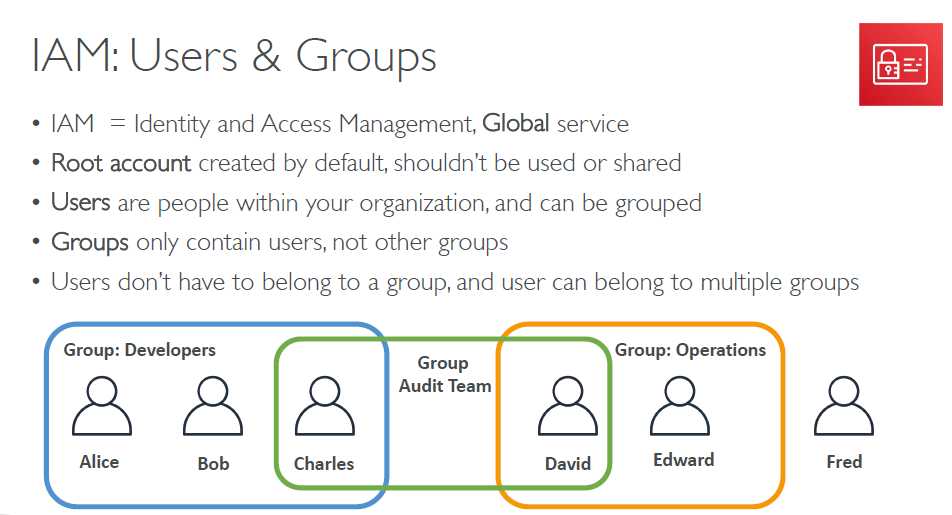 IAM: Users & Groups
• IAM = Identity and Access Management, Global service
• Root account created by default, shouldn’t be used or shared
• Users are people within your organization, and can be grouped
• Groups only contain users, not other groups
• Users don’t have to belong to a group, and user can belong to multiple groups
Group: Developers
Group
Audit Team
Group: Operations
Alice
Bob
Charles
David
Edward
Fred